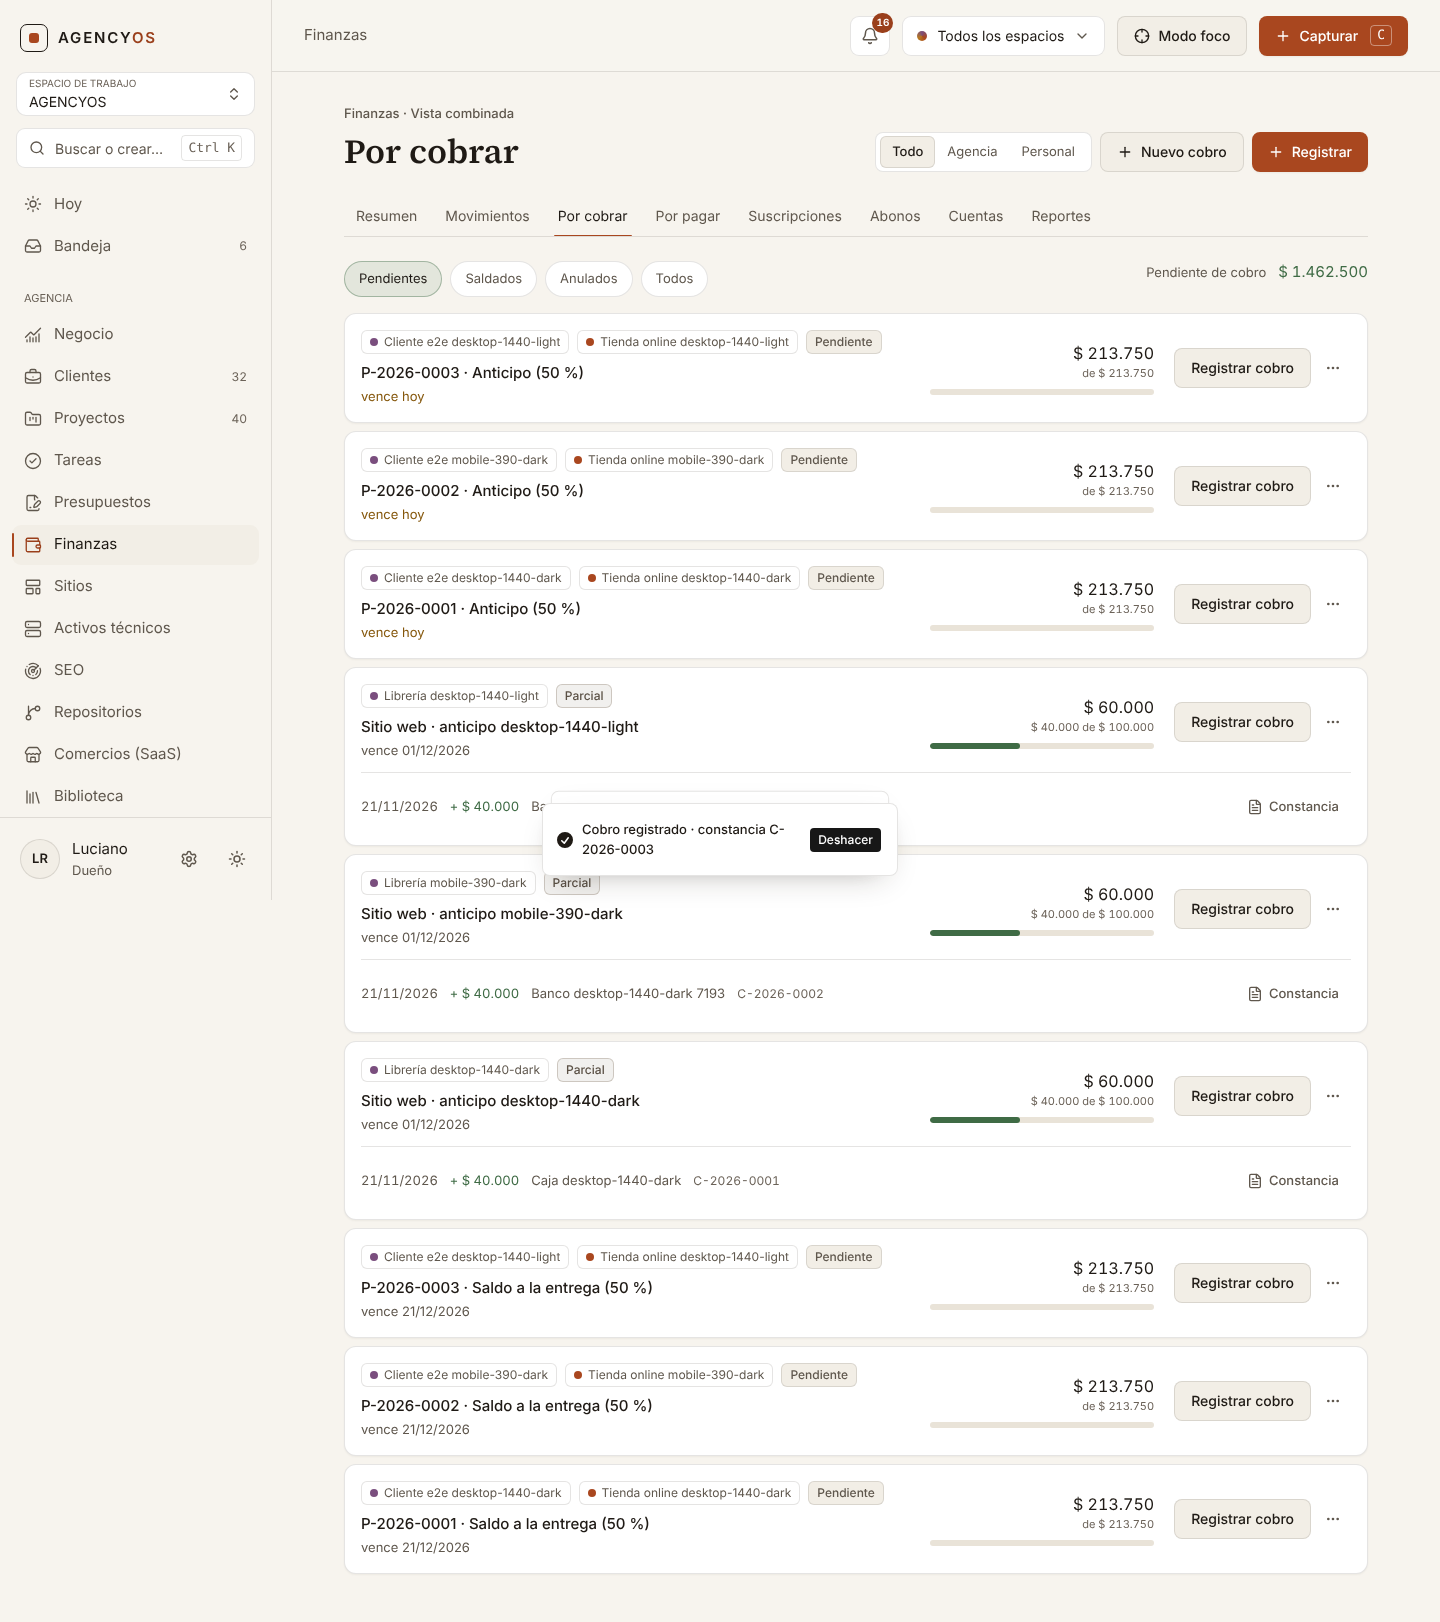 AGENCYOS
ESPACIO DE TRABAJO
AGENCYOS
Buscar o crear... Ctrl K
Hoy
Bandeja 6
AGENCIA
Negocio
Clientes 32
Proyectos 40
Tareas
Presupuestos
Finanzas
Sitios
Activos técnicos
SEO
Repositorios
Comercios (SaaS)
Biblioteca
LR Luciano
Dueño
Finanzas
16
Todos los espacios
Modo foco
Capturar C
Finanzas · Vista combinada
Por cobrar
Todo Agencia Personal
Nuevo cobro
Registrar
Resumen Movimientos Por cobrar Por pagar Suscripciones Abonos Cuentas Reportes
Pendientes Saldados Anulados Todos
Pendiente de cobro $ 1.462.500
Cliente e2e desktop-1440-light Tienda online desktop-1440-light Pendiente
P-2026-0003 · Anticipo (50 %)
vence hoy
$ 213.750
de $ 213.750
Registrar cobro
Cliente e2e mobile-390-dark Tienda online mobile-390-dark Pendiente
P-2026-0002 · Anticipo (50 %)
vence hoy
$ 213.750
de $ 213.750
Registrar cobro
Cliente e2e desktop-1440-dark Tienda online desktop-1440-dark Pendiente
P-2026-0001 · Anticipo (50 %)
vence hoy
$ 213.750
de $ 213.750
Registrar cobro
Librería desktop-1440-light Parcial
Sitio web · anticipo desktop-1440-light
vence 01/12/2026
$ 60.000
$ 40.000 de $ 100.000
Registrar cobro
21/11/2026 + $ 40.000 Ba
Constancia
Cobro registrado · constancia C-
2026-0003
Deshacer
Librería mobile-390-dark Parcial
Sitio web · anticipo mobile-390-dark
vence 01/12/2026
$ 60.000
$ 40.000 de $ 100.000
Registrar cobro
21/11/2026 + $ 40.000 Banco desktop-1440-dark 7193 C-2026-0002
Constancia
Librería desktop-1440-dark Parcial
Sitio web · anticipo desktop-1440-dark
vence 01/12/2026
$ 60.000
$ 40.000 de $ 100.000
Registrar cobro
21/11/2026 + $ 40.000 Caja desktop-1440-dark C-2026-0001
Constancia
Cliente e2e desktop-1440-light Tienda online desktop-1440-light Pendiente
P-2026-0003 · Saldo a la entrega (50 %)
vence 21/12/2026
$ 213.750
de $ 213.750
Registrar cobro
Cliente e2e mobile-390-dark Tienda online mobile-390-dark Pendiente
P-2026-0002 · Saldo a la entrega (50 %)
vence 21/12/2026
$ 213.750
de $ 213.750
Registrar cobro
Cliente e2e desktop-1440-dark Tienda online desktop-1440-dark Pendiente
P-2026-0001 · Saldo a la entrega (50 %)
vence 21/12/2026
$ 213.750
de $ 213.750
Registrar cobro